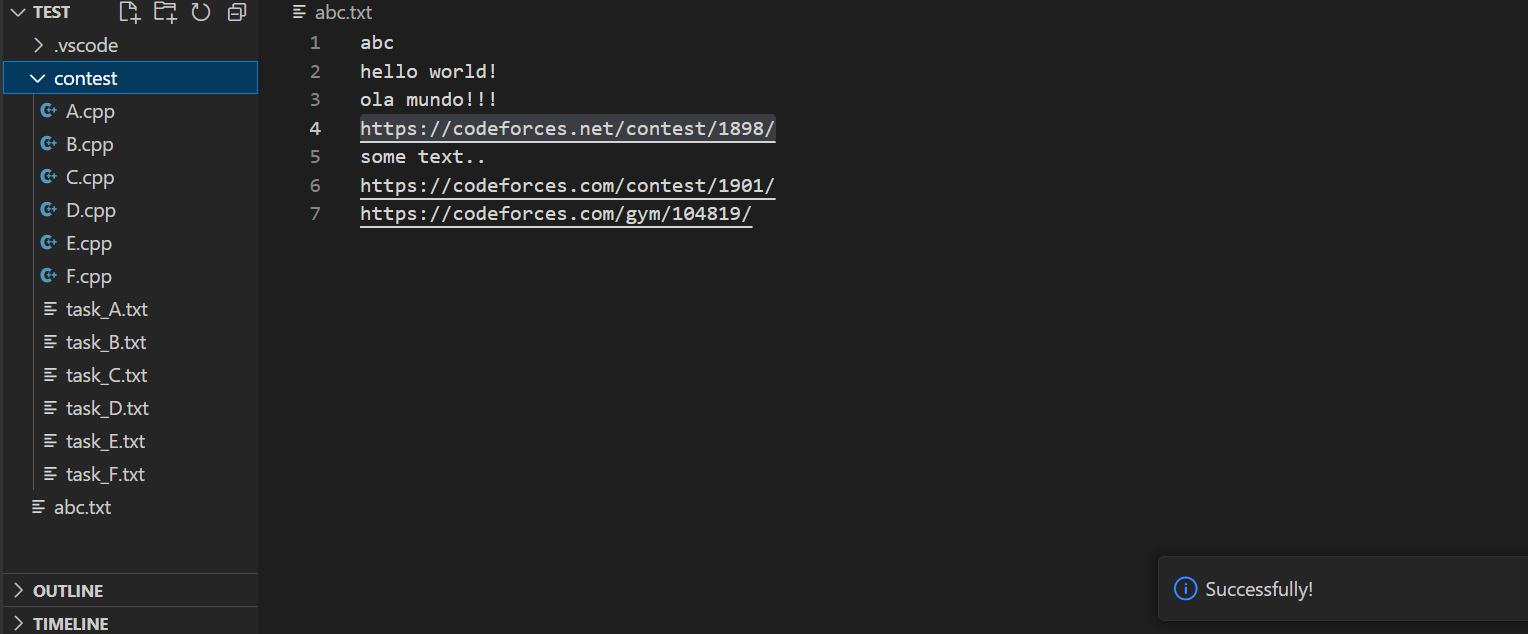 TEST
.vscode
contest
A.cpp
B.cpp
C.cpp
D.cpp
E.cpp
F.cpp
task_A.txt
task_B.txt
task_C.txt
task_D.txt
task_E.txt
task_F.txt
abc.txt
OUTLINE
TIMELINE
abc.txt
1 abc
2 hello world!
3 ola mundo!!!
4 https://codeforces.net/contest/1898/
5 some text..
6 https://codeforces.com/contest/1901/
7 https://codeforces.com/gym/104819/
Successfully!